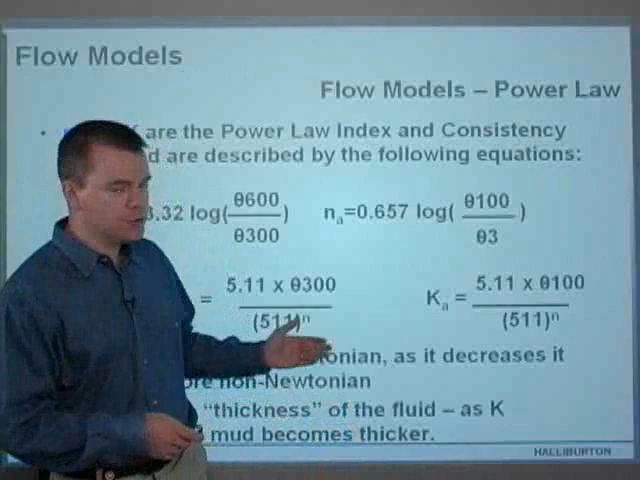 Flow Models
Flow Models – Power Law
• are the Power Law Index and Consistency
are described by the following equations:
3.32 log( θ600 / θ300 ) nₐ=0.657 log( θ100 / θ3 )
= 5.11 x θ300 / (511)ⁿ Kₐ = 5.11 x θ100 / (511)ⁿ
as it decreases it
non-Newtonian
"thickness" of the fluid – as K
mud becomes thicker.
HALLIBURTON